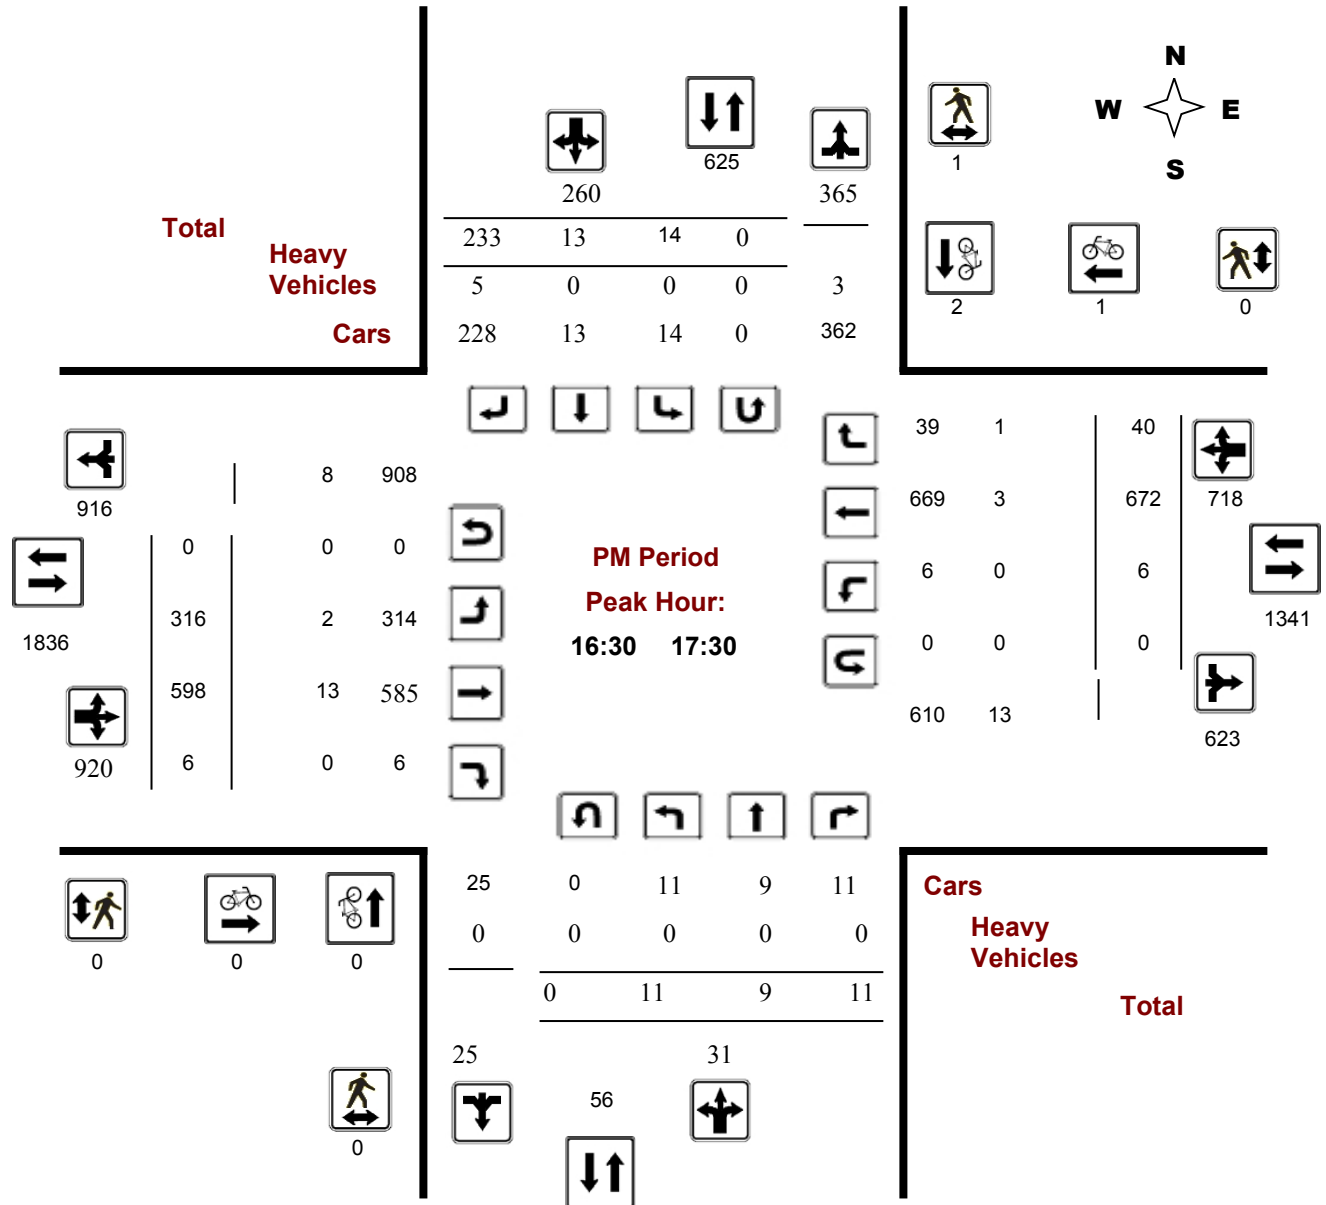 N
W E
S
625
1
260 365
Total
233 13 14 0
Heavy
Vehicles
5 0 0 0 3
2 1 0
Cars
228 13 14 0 362
39 1 40
8 908
916
669 3 672 718
0 0 0
PM Period
6 0 6
Peak Hour:
316 2 314
1836
16:30 17:30
0 0 0
1341
598 13 585
610 13
623
920 6 0 6
25 0 11 9 11
Cars
0 0 0 0 0
Heavy
Vehicles
0 0 0
0 11 9 11
Total
25 31
56
0